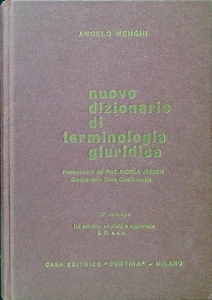 ANGELO MENGHI
nuovo
dizionario
di
terminologia
giuridica
Presentazione del Prof. NICOLA JAEGER
Giudice della Corte Costituzionale
III edizione ampliata e aggiornata
CASA EDITRICE "CORTINA" - MILANO